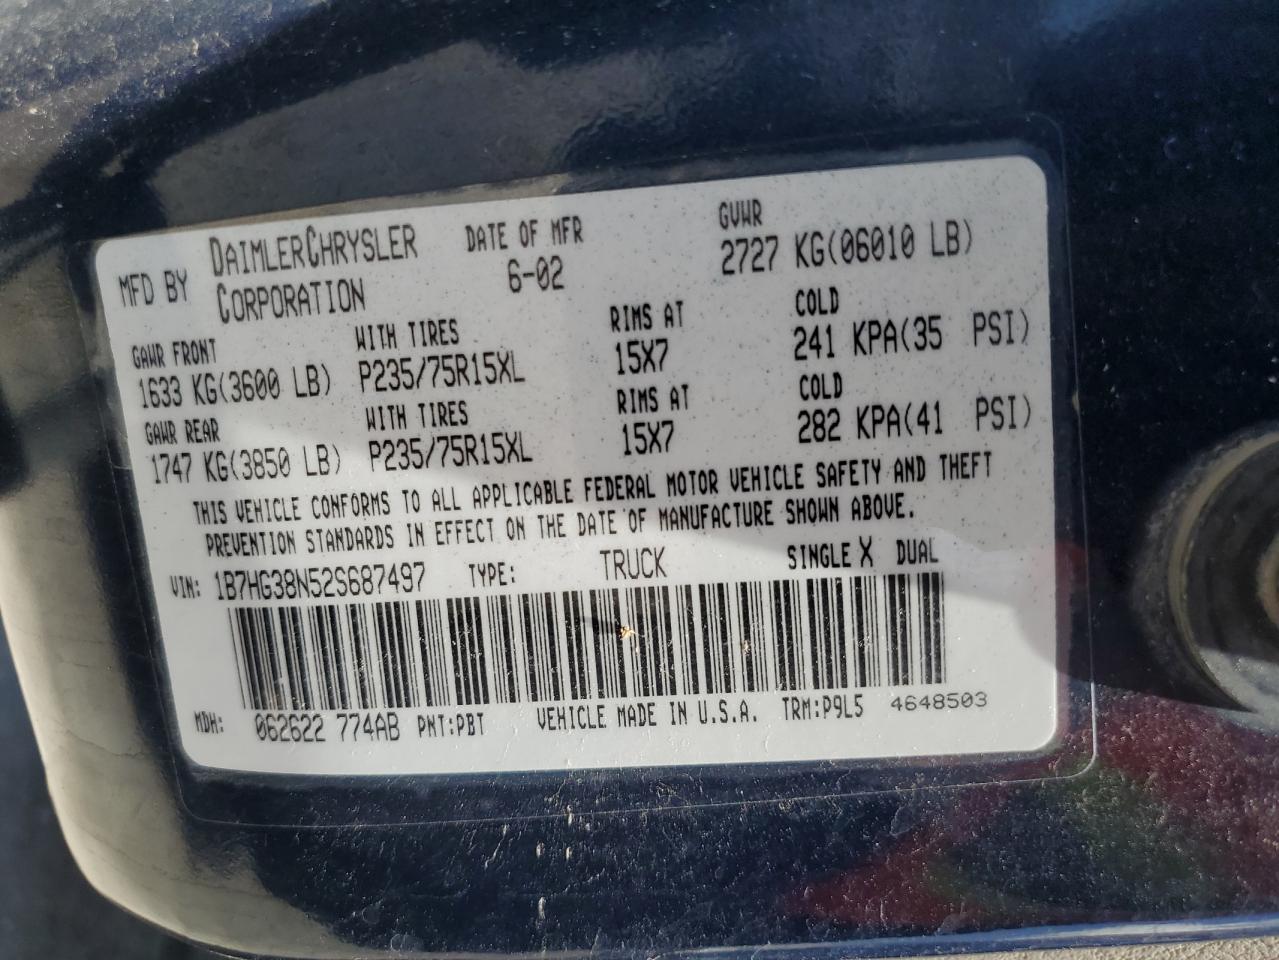 MFD BY DAIMLERCHRYSLER CORPORATION DATE OF MFR 6-02 GVWR 2727 KG(06010 LB)
GAWR FRONT WITH TIRES RIMS AT COLD
1633 KG(3600 LB) P235/75R15XL 15X7 241 KPA(35 PSI)
GAWR REAR WITH TIRES RIMS AT COLD
1747 KG(3850 LB) P235/75R15XL 15X7 282 KPA(41 PSI)
THIS VEHICLE CONFORMS TO ALL APPLICABLE FEDERAL MOTOR VEHICLE SAFETY AND THEFT
PREVENTION STANDARDS IN EFFECT ON THE DATE OF MANUFACTURE SHOWN ABOVE.
VIN: 1B7HG38N52S687497 TYPE: TRUCK SINGLE X DUAL
MDH: 062622 774AB PNT:PBT VEHICLE MADE IN U.S.A. TRM:P9L5 4648503